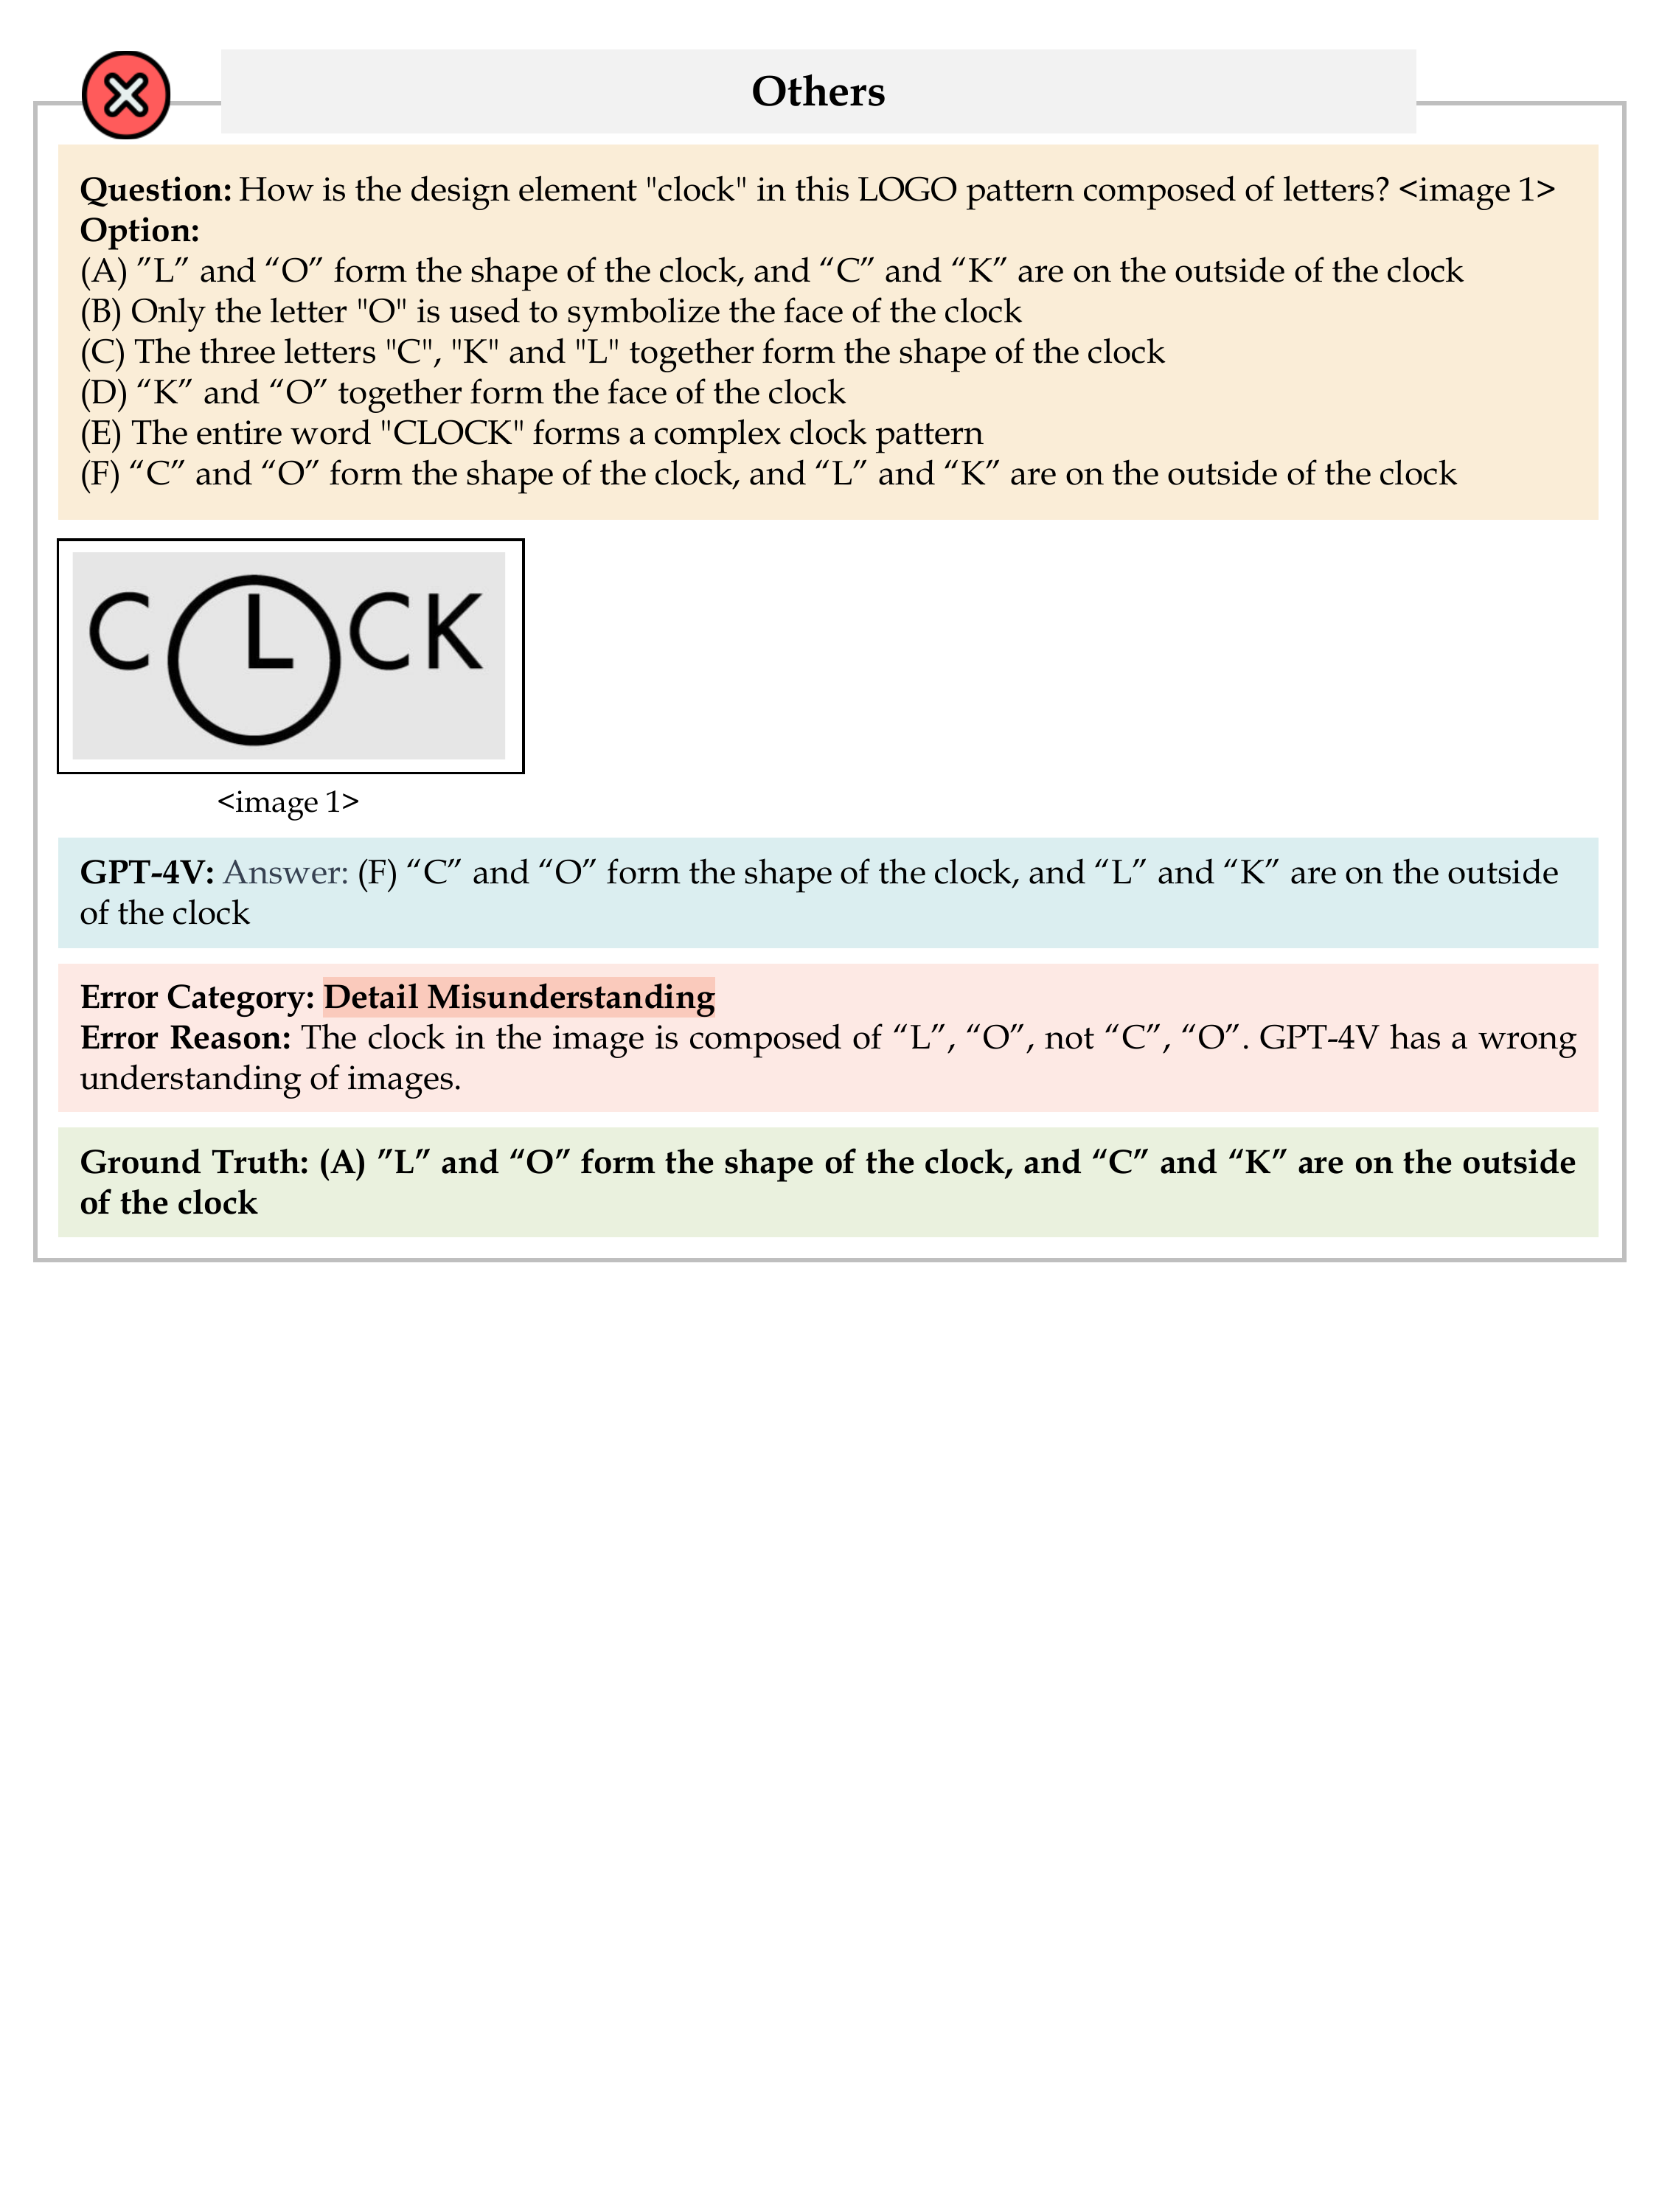 Others
Question: How is the design element "clock" in this LOGO pattern composed of letters? <image 1>
Option:
(A) ”L” and “O” form the shape of the clock, and “C” and “K” are on the outside of the clock
(B) Only the letter "O" is used to symbolize the face of the clock
(C) The three letters "C", "K" and "L" together form the shape of the clock
(D) “K” and “O” together form the face of the clock
(E) The entire word "CLOCK" forms a complex clock pattern
(F) “C” and “O” form the shape of the clock, and “L” and “K” are on the outside of the clock
CLOCK
<image 1>
GPT-4V: Answer: (F) “C” and “O” form the shape of the clock, and “L” and “K” are on the outside
of the clock
Error Category: Detail Misunderstanding
Error Reason: The clock in the image is composed of “L”, “O”, not “C”, “O”. GPT-4V has a wrong
understanding of images.
Ground Truth: (A) ”L” and “O” form the shape of the clock, and “C” and “K” are on the outside
of the clock